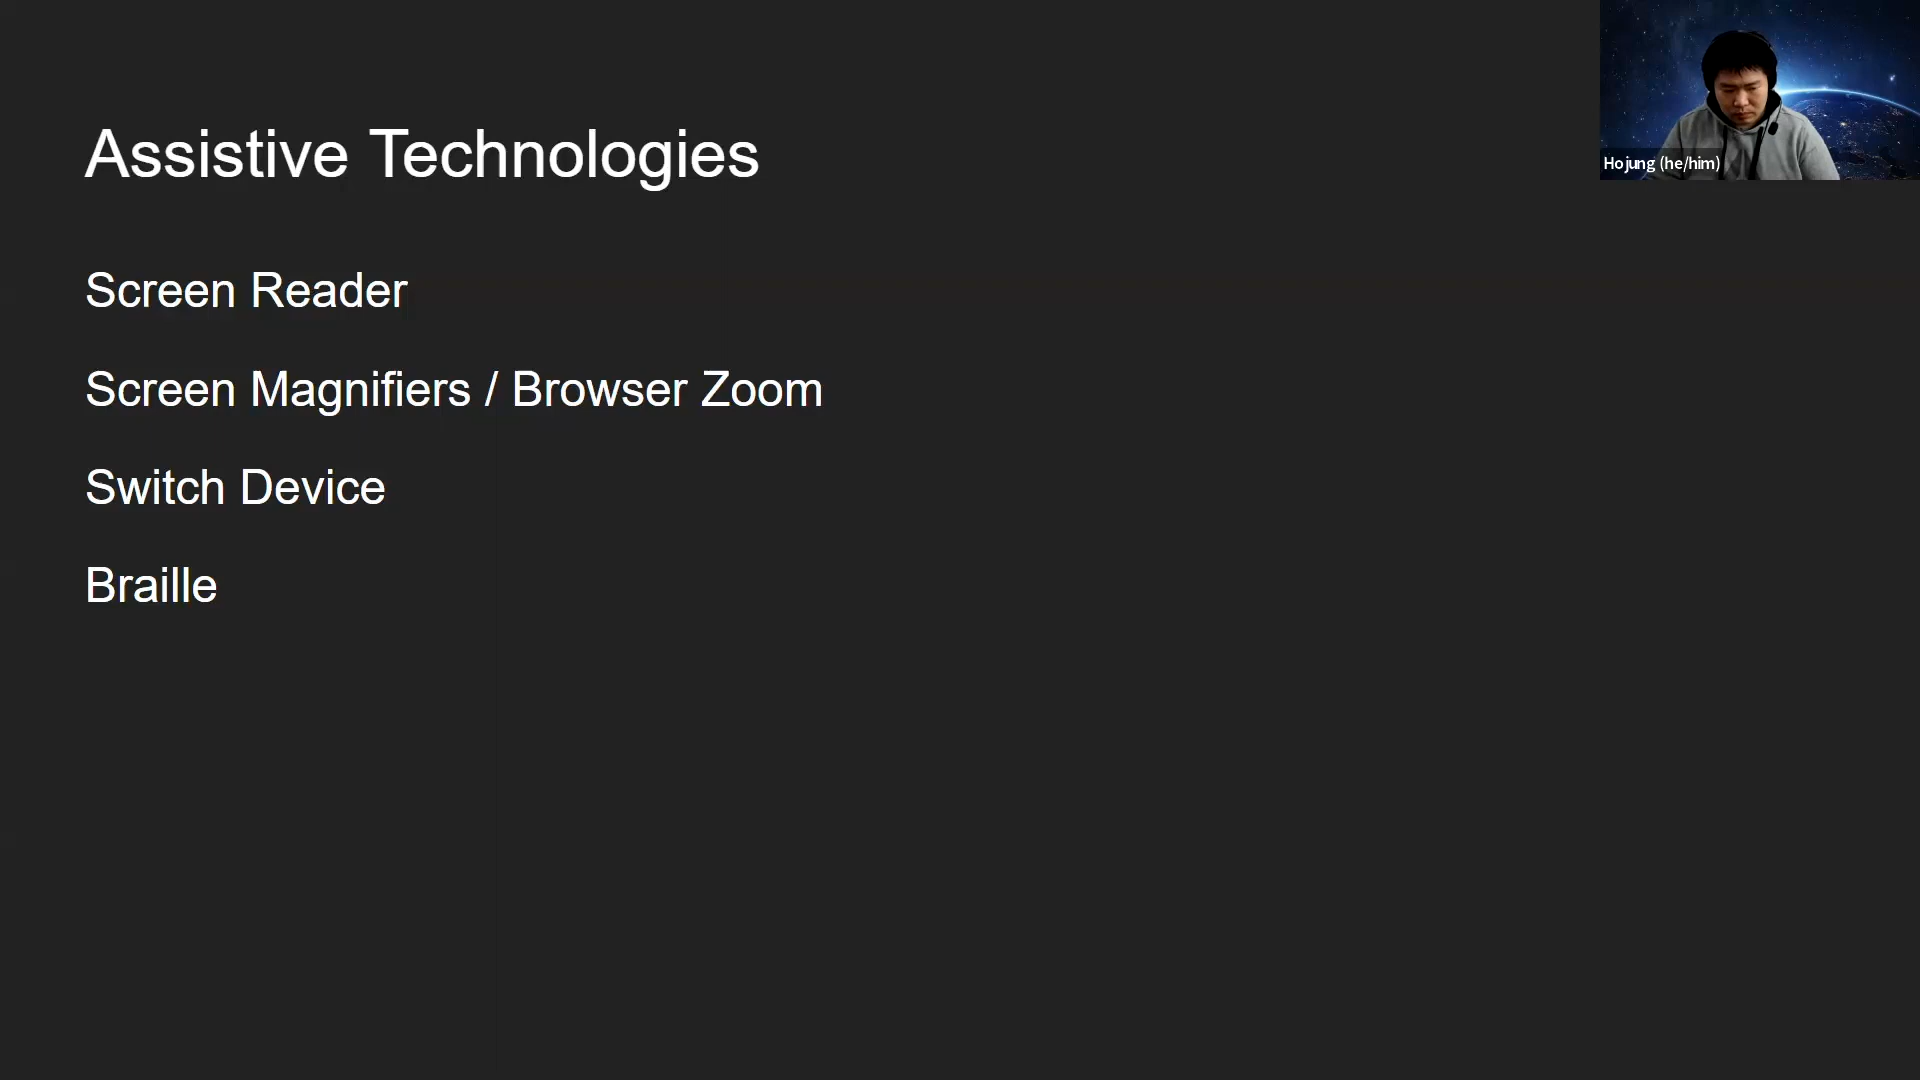 Assistive Technologies
Hojung (he/him)
Screen Reader
Screen Magnifiers / Browser Zoom
Switch Device
Braille